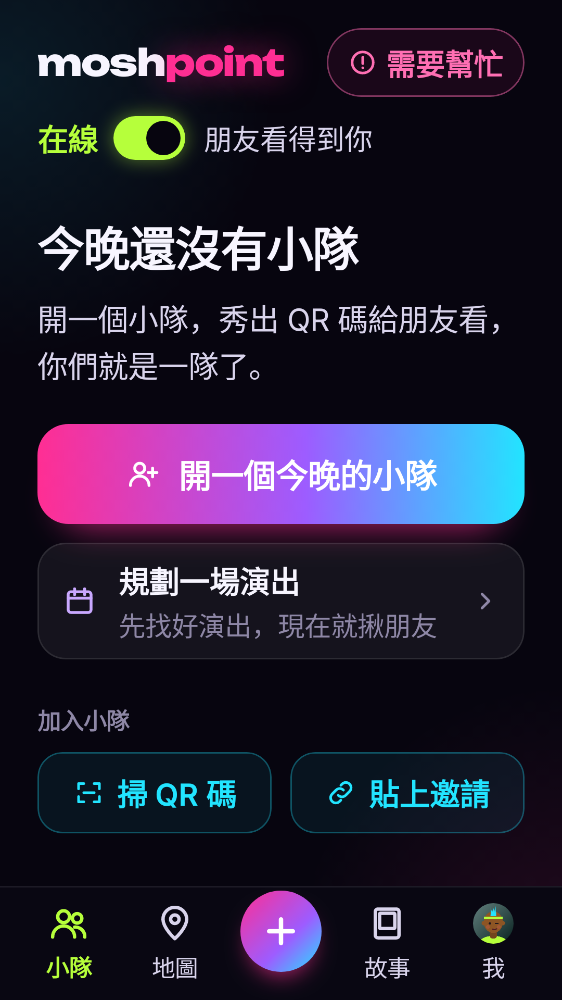 moshpoint
需要幫忙
在線
朋友看得到你
今晚還沒有小隊
開一個小隊，秀出 QR 碼給朋友看，
你們就是一隊了。
開一個今晚的小隊
規劃一場演出
先找好演出，現在就揪朋友
加入小隊
掃 QR 碼
貼上邀請
小隊
地圖
故事
我